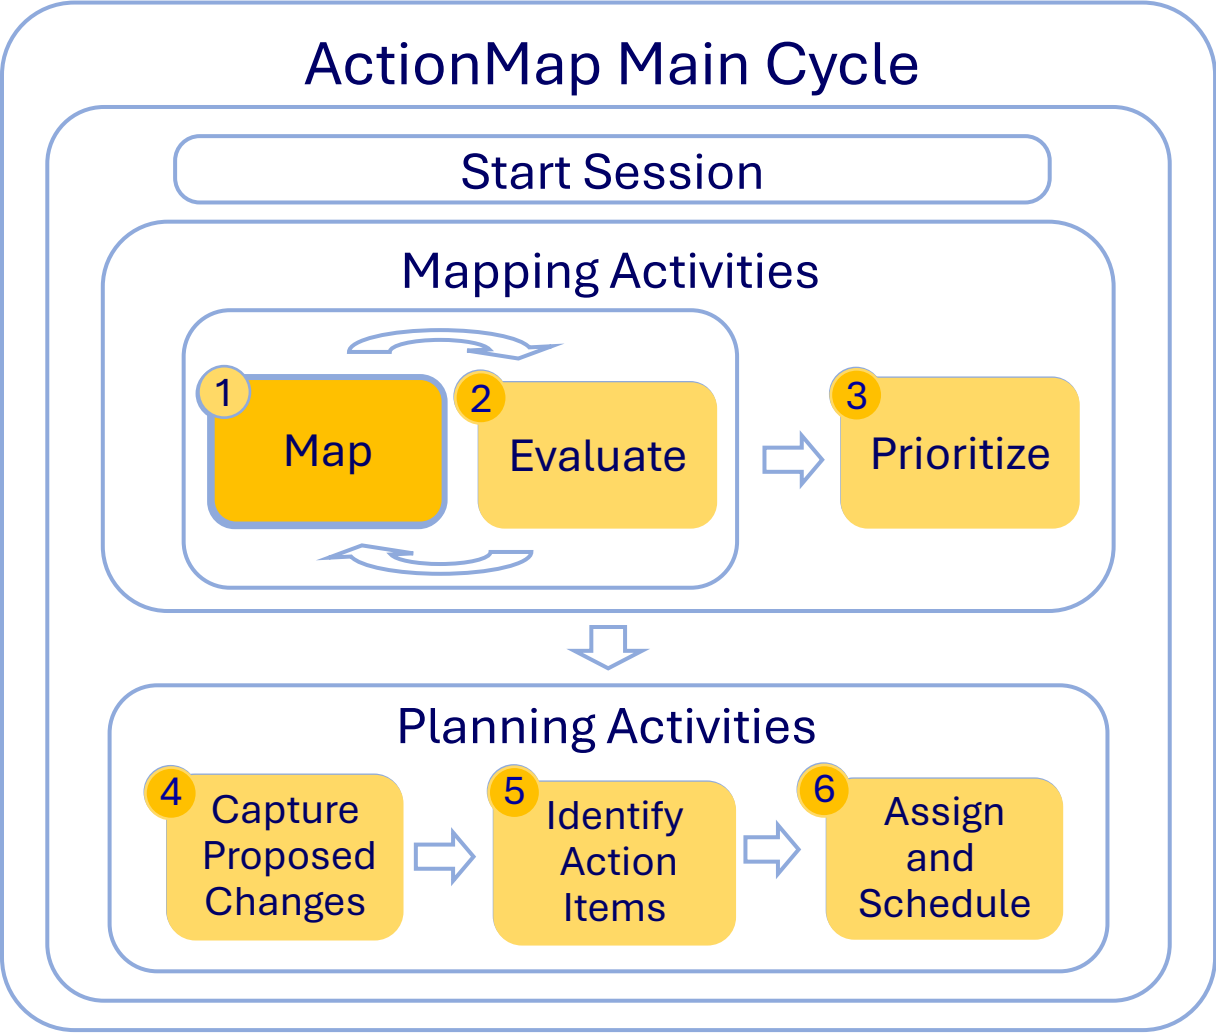 ActionMap Main Cycle
Start Session
Mapping Activities
1
Map
2
Evaluate
3
Prioritize
Planning Activities
4
Capture
Proposed
Changes
5
Identify
Action
Items
6
Assign
and
Schedule